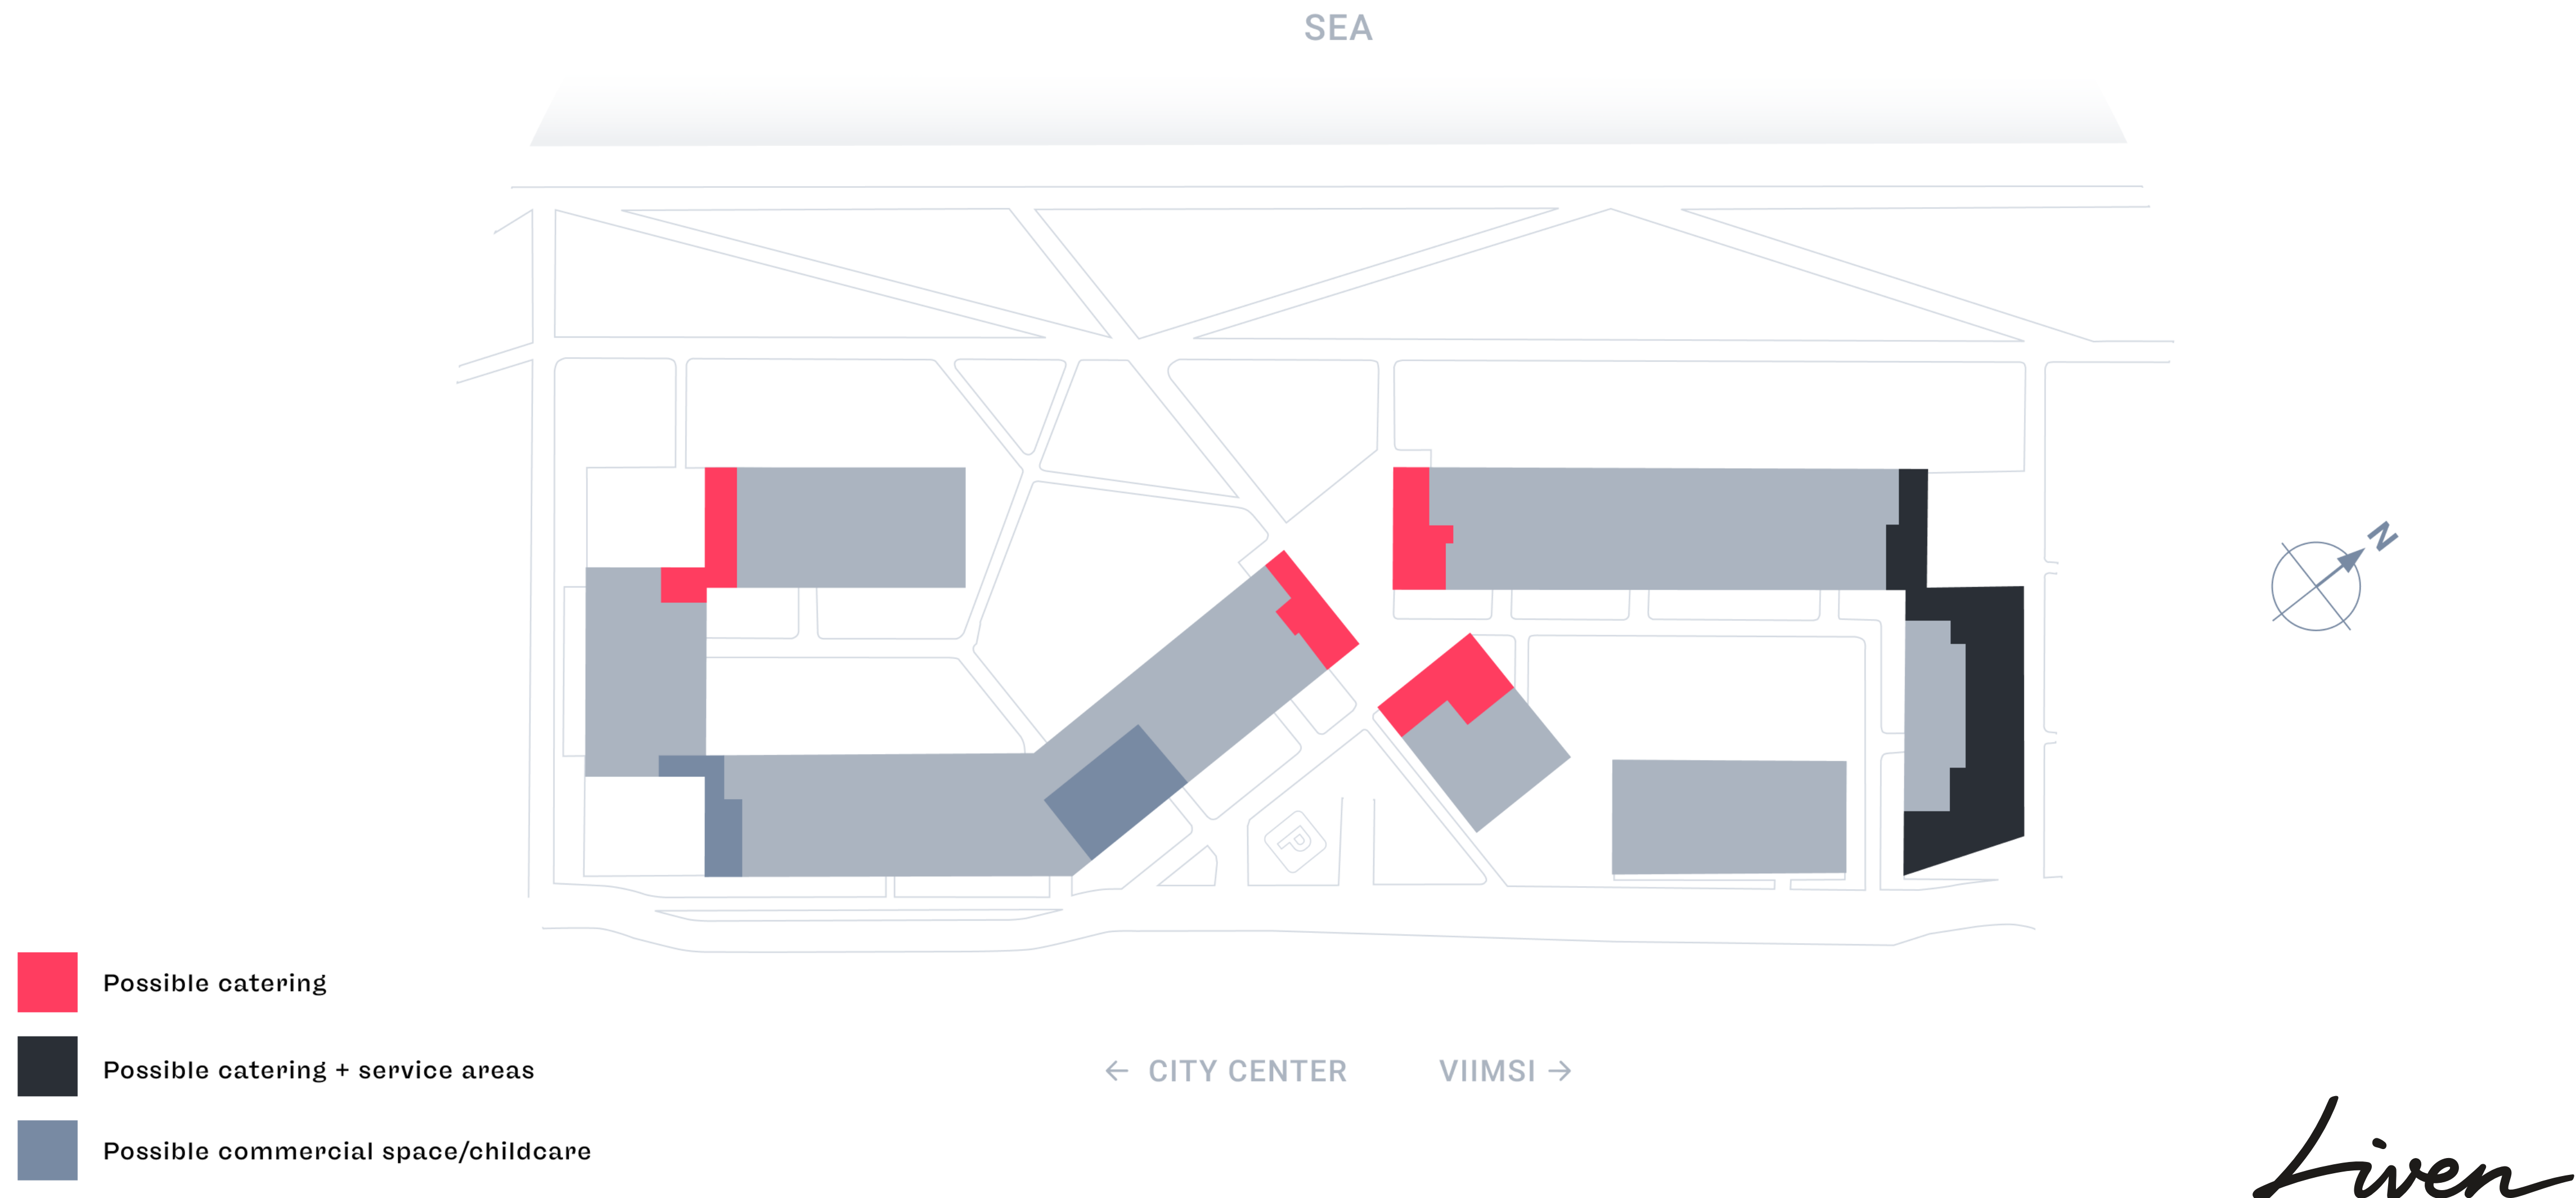 SEA
N
P
Possible catering
Possible catering + service areas
Possible commercial space/childcare
← CITY CENTER
VIIMSI →
Liven